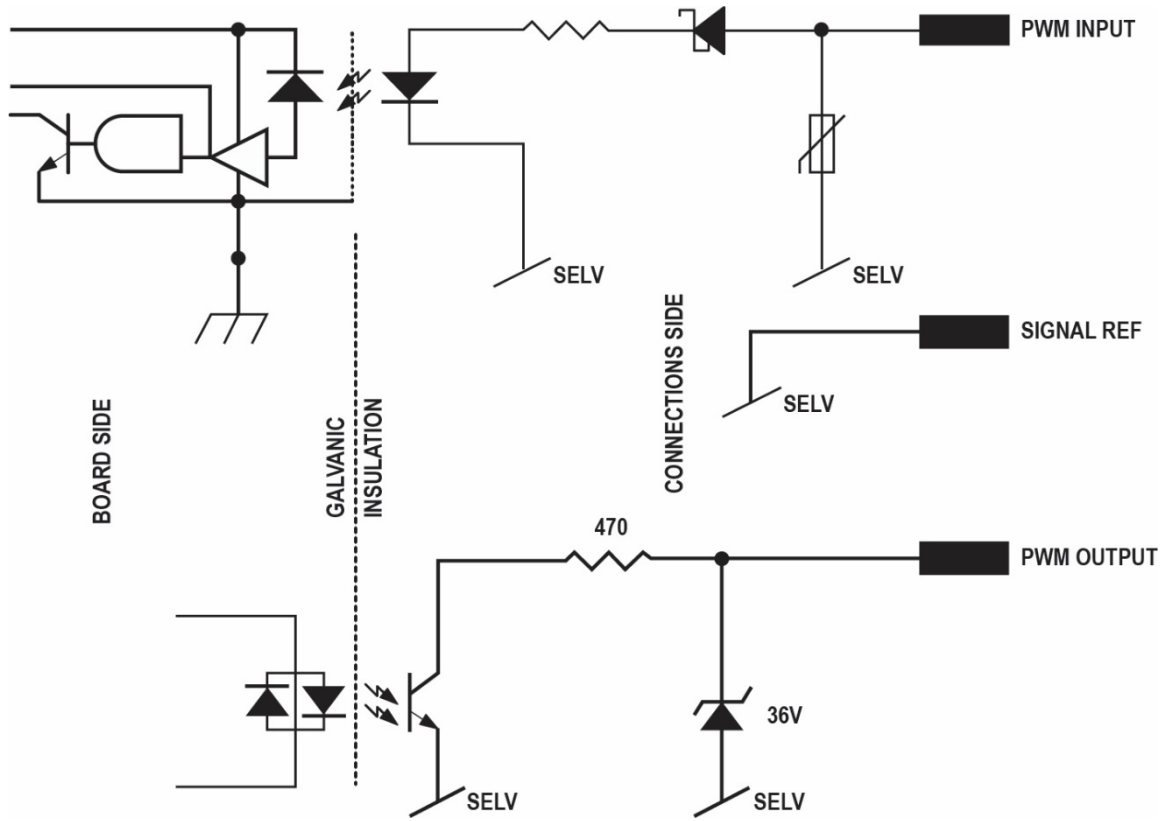 PWM INPUT
SELV
SELV
SIGNAL REF
SELV
BOARD SIDE
GALVANIC
INSULATION
CONNECTIONS SIDE
470
PWM OUTPUT
36V
SELV
SELV